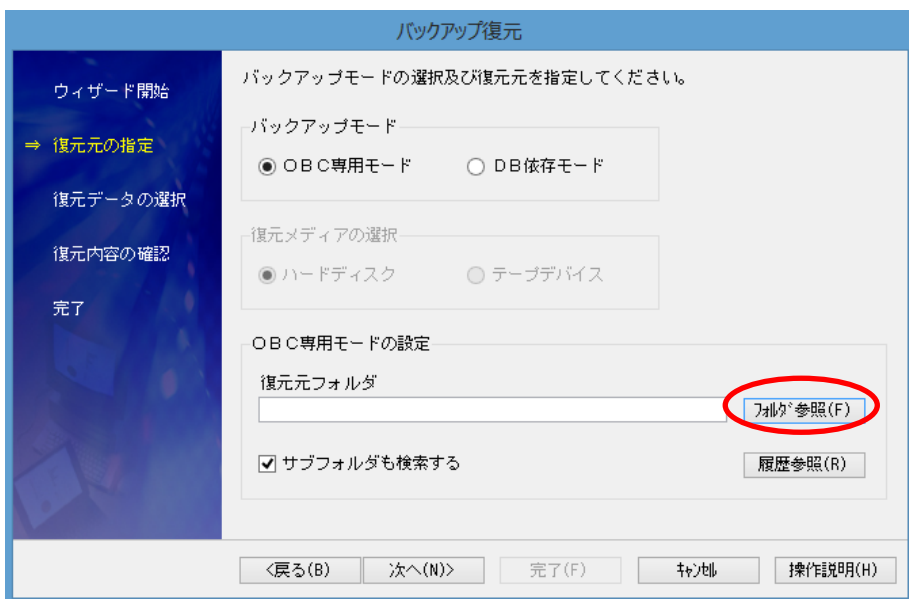 バックアップ復元
ウィザード開始
⇒ 復元元の指定
復元データの選択
復元内容の確認
完了
バックアップモードの選択及び復元元を指定してください。
バックアップモード
ＯＢＣ専用モード ＤＢ依存モード
復元メディアの選択
ハードディスク テープデバイス
ＯＢＣ専用モードの設定
復元元フォルダ
ﾌｫﾙﾀﾞ参照(F)
サブフォルダも検索する 履歴参照(R)
<戻る(B) 次へ(N)> 完了(F) ｷｬﾝｾﾙ 操作説明(H)